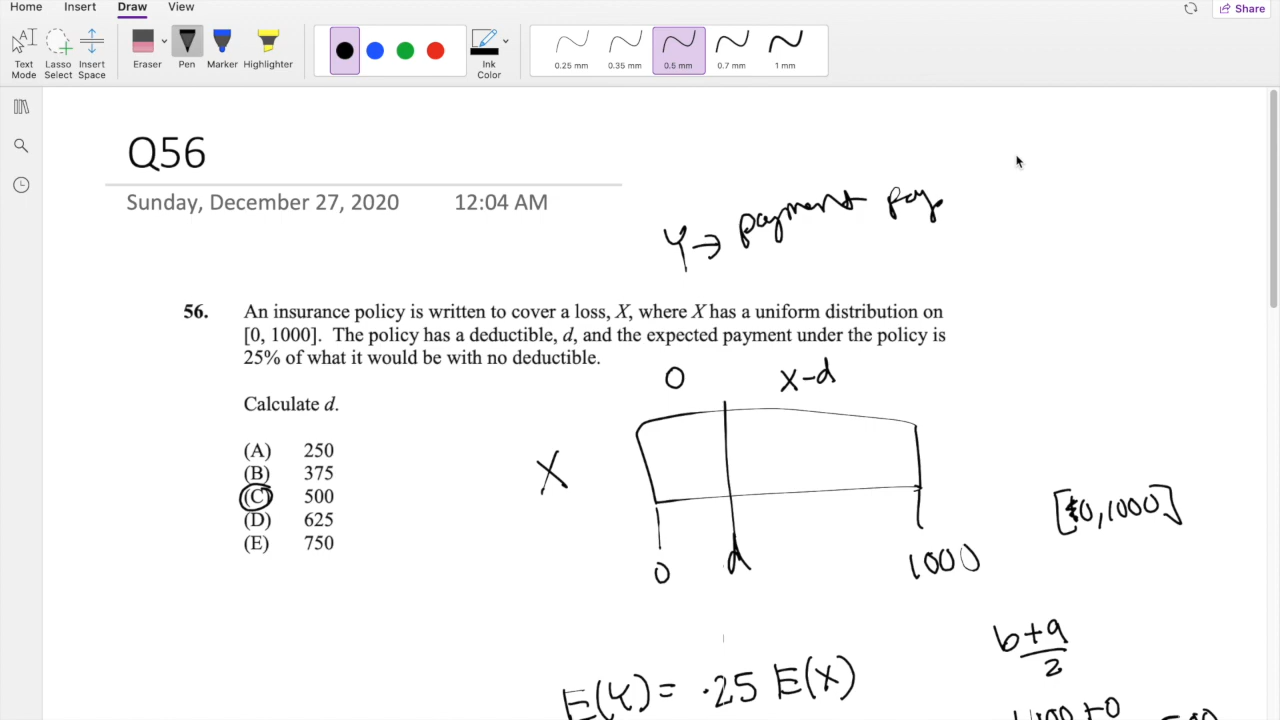 Home Insert Draw View
Share
Text Mode
Lasso Select
Insert Space
Eraser
Pen
Marker
Highlighter
Ink Color
0.25 mm
0.35 mm
0.5 mm
0.7 mm
1 mm
Q56
Sunday, December 27, 2020 12:04 AM
Y → payment pay
56. An insurance policy is written to cover a loss, X, where X has a uniform distribution on
[0, 1000]. The policy has a deductible, d, and the expected payment under the policy is
25% of what it would be with no deductible.
0 X-d
Calculate d.
(A) 250
(B) 375
(C) 500
(D) 625
(E) 750
X
[0, 1000]
0 d 1000
b+a
2
E(Y) = .25 E(X)